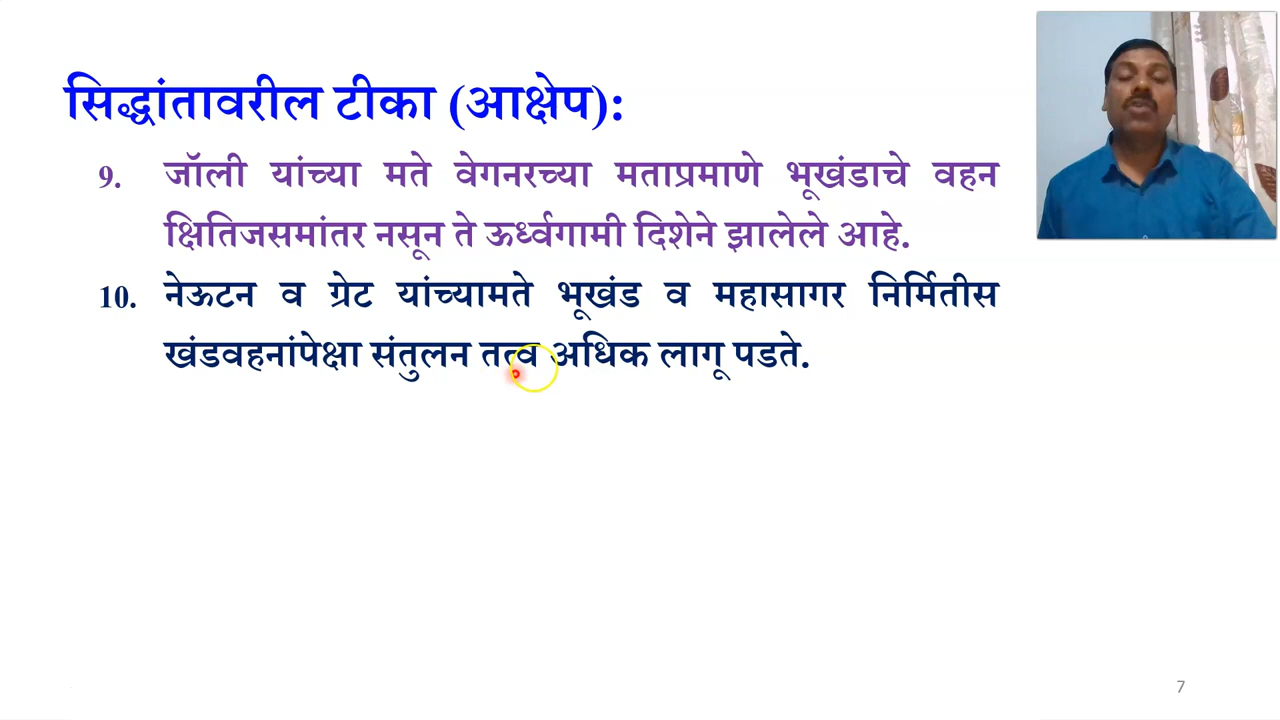 सिद्धांतावरील टीका (आक्षेप):
9. जॉली यांच्या मते वेगनरच्या मताप्रमाणे भूखंडाचे वहन
क्षितिजसमांतर नसून ते ऊर्ध्वगामी दिशेने झालेले आहे.
10. नेऊटन व ग्रेट यांच्यामते भूखंड व महासागर निर्मितीस
खंडवहनांपेक्षा संतुलन तत्व अधिक लागू पडते.
7